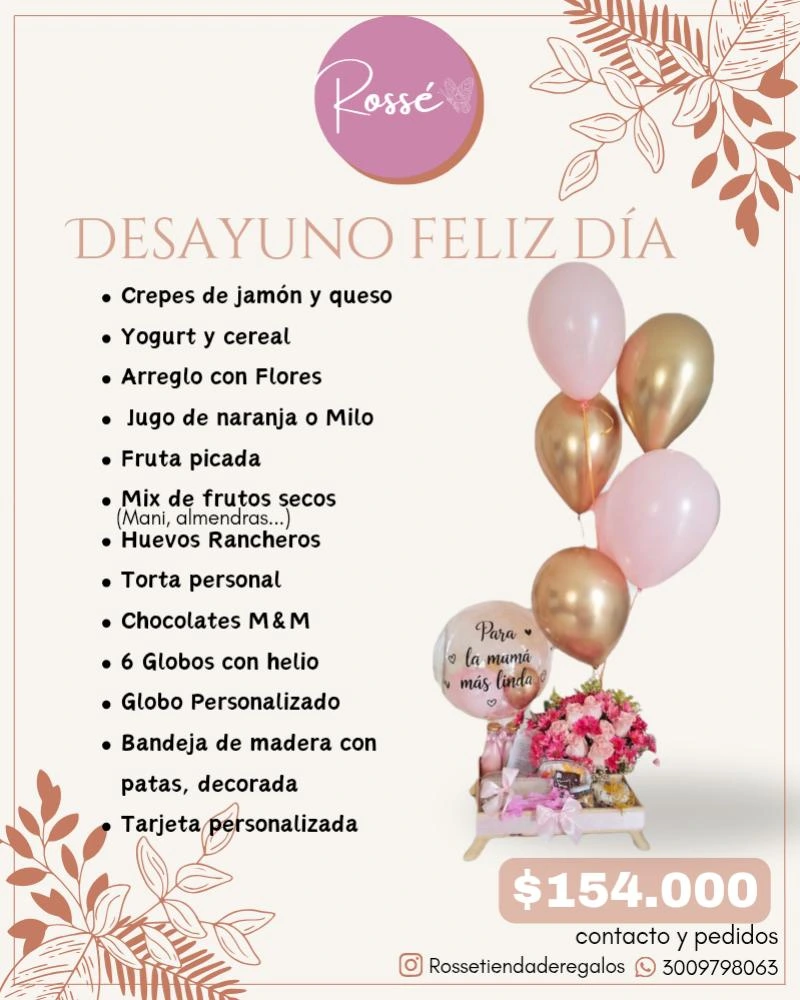 Rossé
DESAYUNO FELIZ DÍA
• Crepes de jamón y queso
• Yogurt y cereal
• Arreglo con Flores
• Jugo de naranja o Milo
• Fruta picada
• Mix de frutos secos
(Mani, almendras...)
• Huevos Rancheros
• Torta personal
• Chocolates M&M
• 6 Globos con helio
• Globo Personalizado
• Bandeja de madera con
patas, decorada
• Tarjeta personalizada
Para
la mamá
más linda
$154.000
contacto y pedidos
Rossetiendaderegalos 3009798063